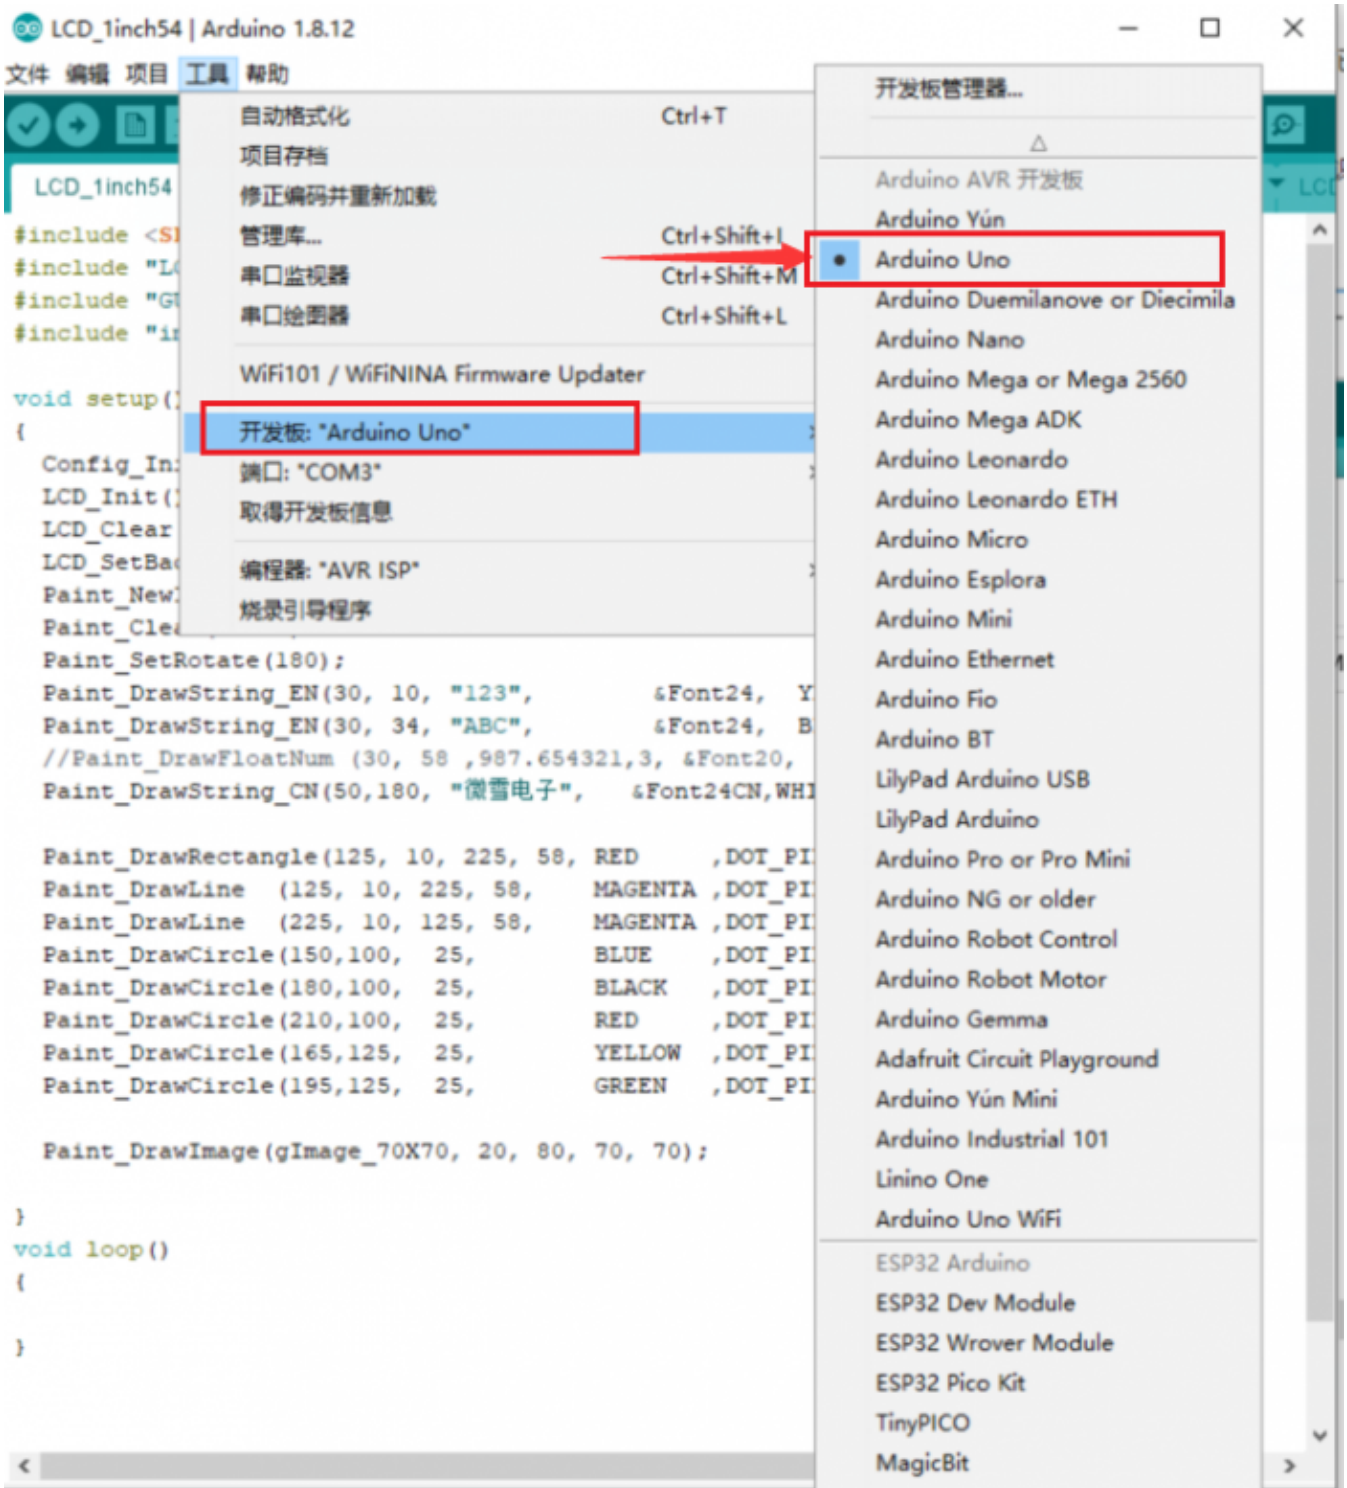 LCD_1inch54 | Arduino 1.8.12
文件 编辑 项目 工具 帮助
LCD_1inch54
自动格式化 Ctrl+T
项目存档
修正编码并重新加载
管理库... Ctrl+Shift+I
串口监视器 Ctrl+Shift+M
串口绘图器 Ctrl+Shift+L
WiFi101 / WiFiNINA Firmware Updater
开发板: "Arduino Uno"
端口: "COM3"
取得开发板信息
编程器: "AVR ISP"
烧录引导程序
开发板管理器...
Arduino AVR 开发板
Arduino Yún
Arduino Uno
Arduino Duemilanove or Diecimila
Arduino Nano
Arduino Mega or Mega 2560
Arduino Mega ADK
Arduino Leonardo
Arduino Leonardo ETH
Arduino Micro
Arduino Esplora
Arduino Mini
Arduino Ethernet
Arduino Fio
Arduino BT
LilyPad Arduino USB
LilyPad Arduino
Arduino Pro or Pro Mini
Arduino NG or older
Arduino Robot Control
Arduino Robot Motor
Arduino Gemma
Adafruit Circuit Playground
Arduino Yún Mini
Arduino Industrial 101
Linino One
Arduino Uno WiFi
ESP32 Arduino
ESP32 Dev Module
ESP32 Wrover Module
ESP32 Pico Kit
TinyPICO
MagicBit
#include <S
#include "L
#include "G
#include "i
void setup(
{
Config_In
LCD_Init(
LCD_Clear
LCD_SetBa
Paint_New
Paint_Cle
Paint_SetRotate(180);
Paint_DrawString_EN(30, 10, "123", &Font24, Y
Paint_DrawString_EN(30, 34, "ABC", &Font24, B
//Paint_DrawFloatNum (30, 58 ,987.654321,3, &Font20,
Paint_DrawString_CN(50,180, "微雪电子", &Font24CN,WHI
Paint_DrawRectangle(125, 10, 225, 58, RED ,DOT_PI
Paint_DrawLine (125, 10, 225, 58, MAGENTA ,DOT_PI
Paint_DrawLine (225, 10, 125, 58, MAGENTA ,DOT_PI
Paint_DrawCircle(150,100, 25, BLUE ,DOT_PI
Paint_DrawCircle(180,100, 25, BLACK ,DOT_PI
Paint_DrawCircle(210,100, 25, RED ,DOT_PI
Paint_DrawCircle(165,125, 25, YELLOW ,DOT_PI
Paint_DrawCircle(195,125, 25, GREEN ,DOT_PI
Paint_DrawImage(gImage_70X70, 20, 80, 70, 70);
}
void loop()
{
}